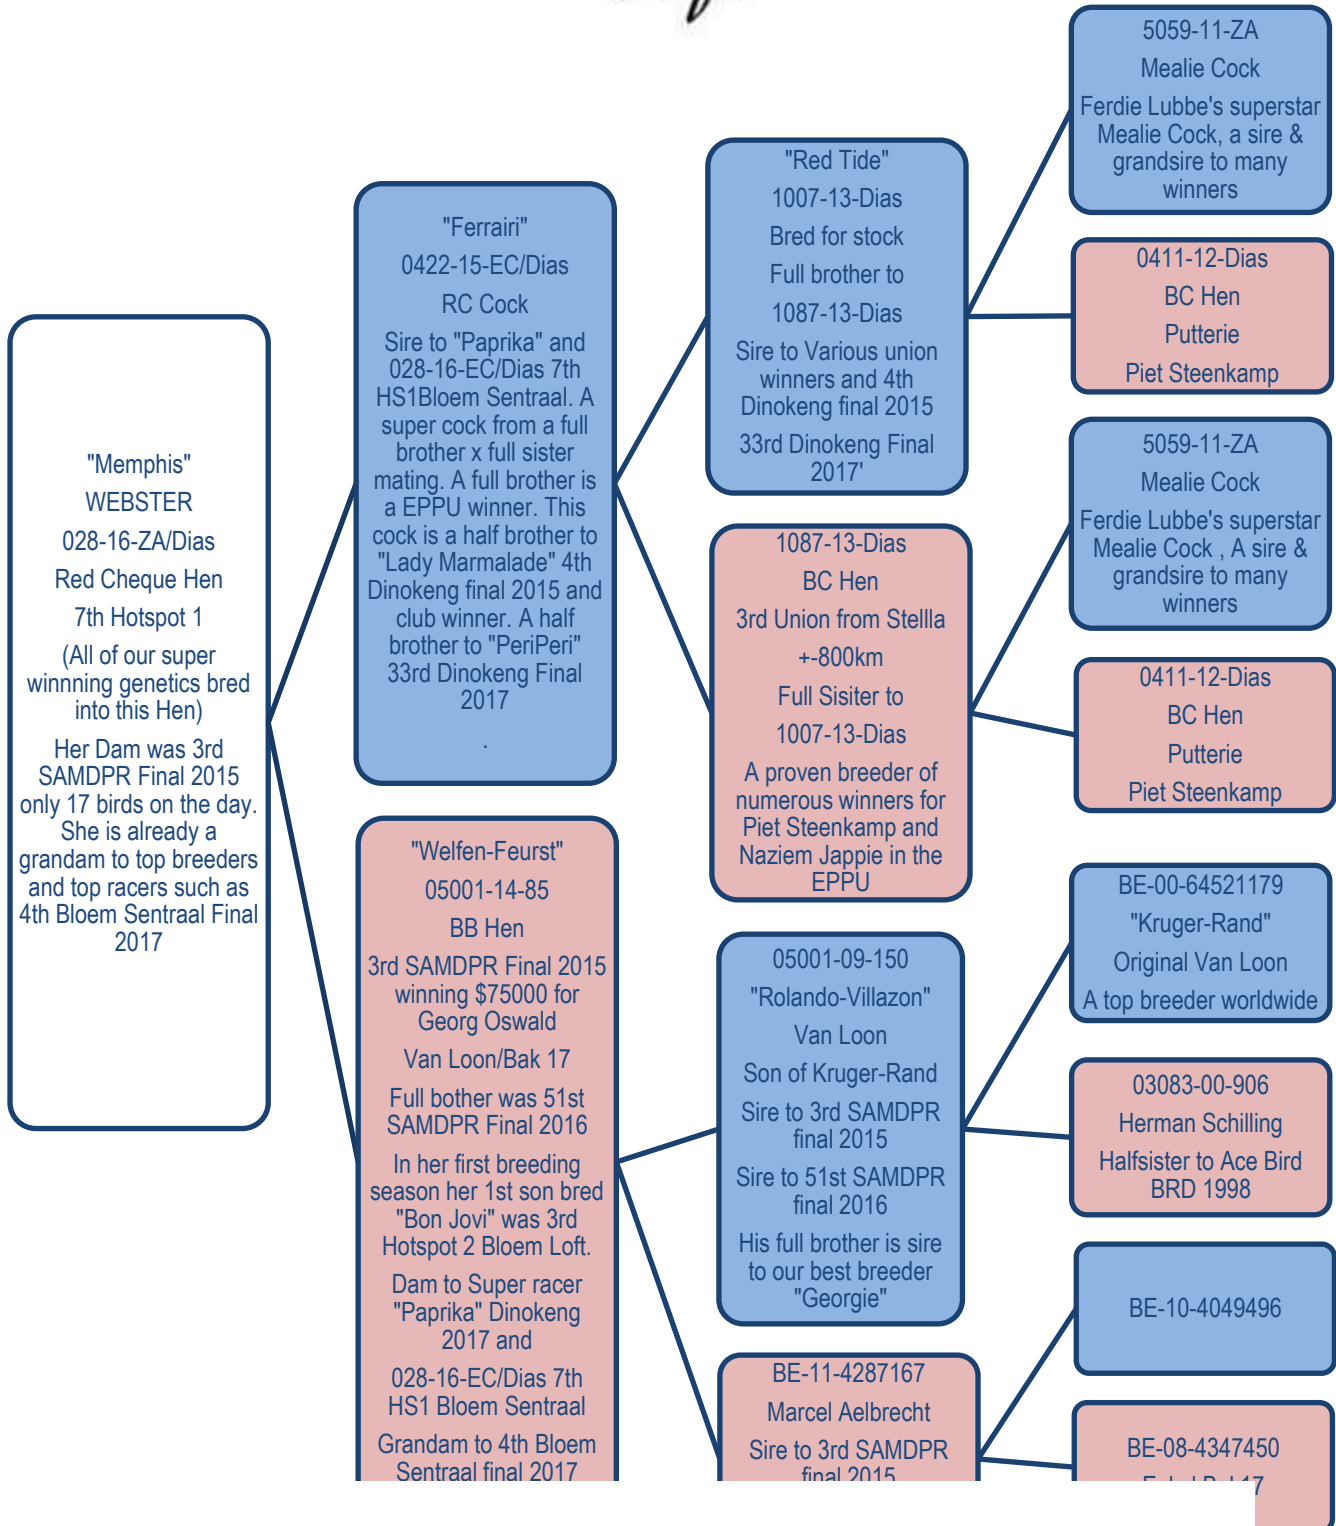 "Memphis"
WEBSTER
028-16-ZA/Dias
Red Cheque Hen
7th Hotspot 1
(All of our super
winnning genetics bred
into this Hen)
Her Dam was 3rd
SAMDPR Final 2015
only 17 birds on the day.
She is already a
grandam to top breeders
and top racers such as
4th Bloem Sentraal Final
2017
"Ferrairi"
0422-15-EC/Dias
RC Cock
Sire to "Paprika" and
028-16-EC/Dias 7th
HS1Bloem Sentraal. A
super cock from a full
brother x full sister
mating. A full brother is
a EPPU winner. This
cock is a half brother to
"Lady Marmalade" 4th
Dinokeng final 2015 and
club winner. A half
brother to "PeriPeri"
33rd Dinokeng Final
2017
.
"Welfen-Feurst"
05001-14-85
BB Hen
3rd SAMDPR Final 2015
winning $75000 for
Georg Oswald
Van Loon/Bak 17
Full bother was 51st
SAMDPR Final 2016
In her first breeding
season her 1st son bred
"Bon Jovi" was 3rd
Hotspot 2 Bloem Loft.
Dam to Super racer
"Paprika" Dinokeng
2017 and
028-16-EC/Dias 7th
HS1 Bloem Sentraal
Grandam to 4th Bloem
Sentraal final 2017
"Red Tide"
1007-13-Dias
Bred for stock
Full brother to
1087-13-Dias
Sire to Various union
winners and 4th
Dinokeng final 2015
33rd Dinokeng Final
2017'
1087-13-Dias
BC Hen
3rd Union from Stellla
+-800km
Full Sisiter to
1007-13-Dias
A proven breeder of
numerous winners for
Piet Steenkamp and
Naziem Jappie in the
EPPU
05001-09-150
"Rolando-Villazon"
Van Loon
Son of Kruger-Rand
Sire to 3rd SAMDPR
final 2015
Sire to 51st SAMDPR
final 2016
His full brother is sire
to our best breeder
"Georgie"
BE-11-4287167
Marcel Aelbrecht
Sire to 3rd SAMDPR
final 2015
5059-11-ZA
Mealie Cock
Ferdie Lubbe's superstar
Mealie Cock, a sire &
grandsire to many
winners
0411-12-Dias
BC Hen
Putterie
Piet Steenkamp
5059-11-ZA
Mealie Cock
Ferdie Lubbe's superstar
Mealie Cock , A sire &
grandsire to many
winners
0411-12-Dias
BC Hen
Putterie
Piet Steenkamp
BE-00-64521179
"Kruger-Rand"
Original Van Loon
A top breeder worldwide
03083-00-906
Herman Schilling
Halfsister to Ace Bird
BRD 1998
BE-10-4049496
BE-08-4347450
17